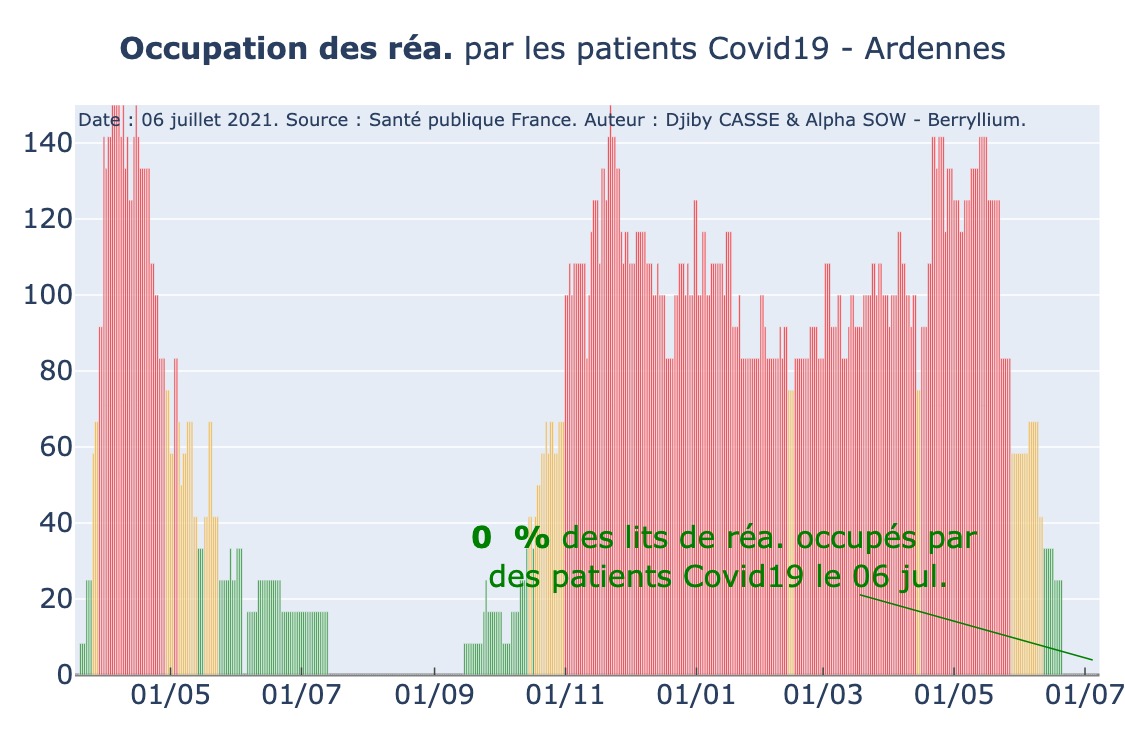 Occupation des réa. par les patients Covid19 - Ardennes
Date : 06 juillet 2021. Source : Santé publique France. Auteur : Djiby CASSE & Alpha SOW - Berryllium.
140
120
100
80
60
40
20
0
0 % des lits de réa. occupés par
des patients Covid19 le 06 jul.
01/05 01/07 01/09 01/11 01/01 01/03 01/05 01/07